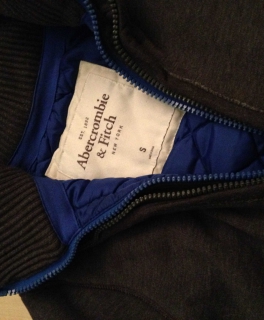 EST. 1892
Abercrombie
& Fitch
NEW YORK
S